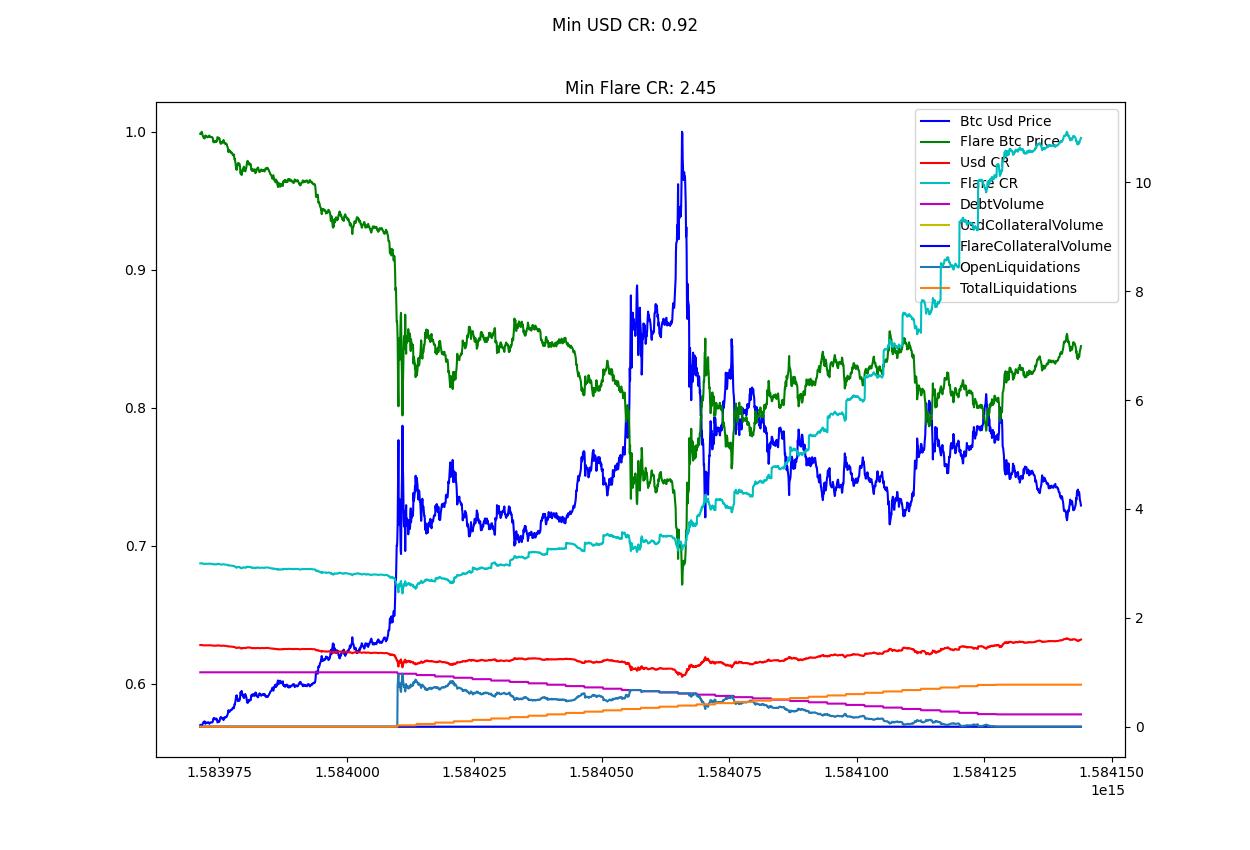 Min USD CR: 0.92
Min Flare CR: 2.45
1.0
0.9
0.8
0.7
0.6
Btc Usd Price
Flare Btc Price
Usd CR
Flare CR
DebtVolume
UsdCollateralVolume
FlareCollateralVolume
OpenLiquidations
TotalLiquidations
10
8
6
4
2
0
1.583975 1.584000 1.584025 1.584050 1.584075 1.584100 1.584125 1.584150
1e15